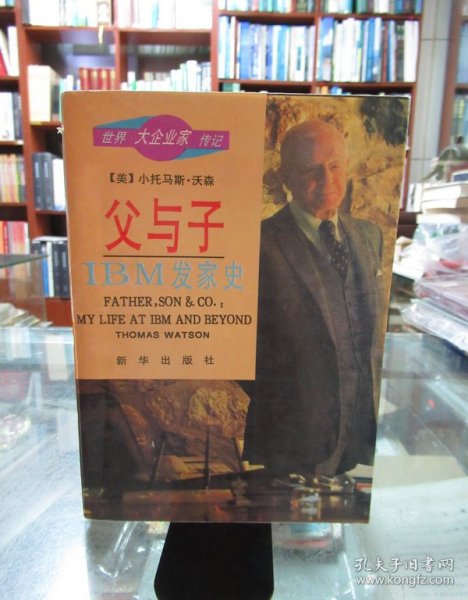 世界 大企业家 传记
【美】小托马斯·沃森
父与子
IBM发家史
FATHER, SON & CO.:
MY LIFE AT IBM AND BEYOND
THOMAS WATSON
新华出版社
孔夫子旧书网
www.kongfz.com